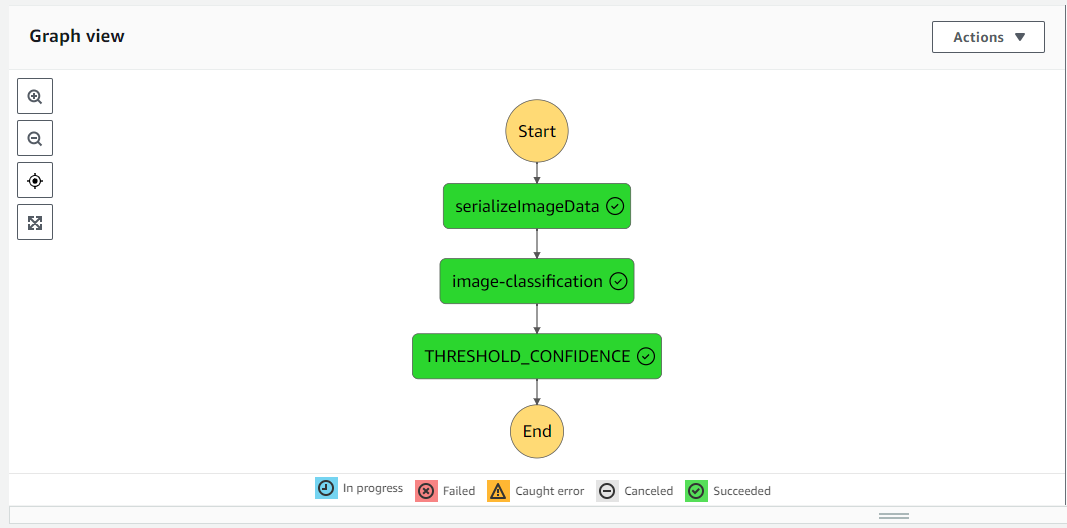 Graph view
Actions
Start
serializeImageData
image-classification
THRESHOLD_CONFIDENCE
End
In progress Failed Caught error Canceled Succeeded